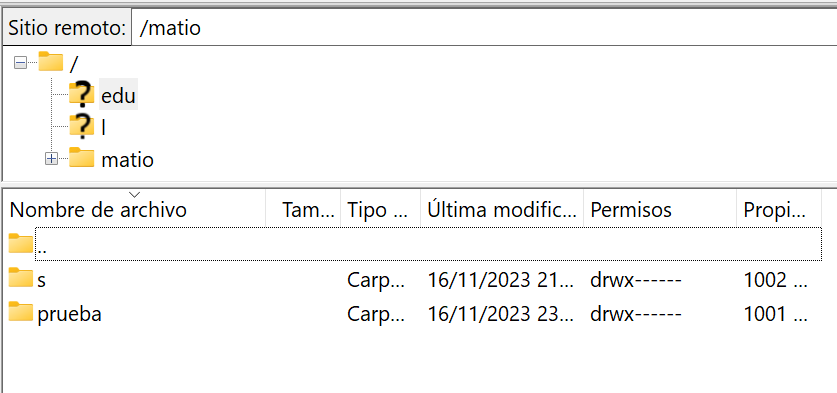 Sitio remoto: /matio
/
edu
l
matio
Nombre de archivo Tam... Tipo ... Última modific... Permisos Propi...
..
s Carp... 16/11/2023 21... drwx------ 1002 ...
prueba Carp... 16/11/2023 23... drwx------ 1001 ...